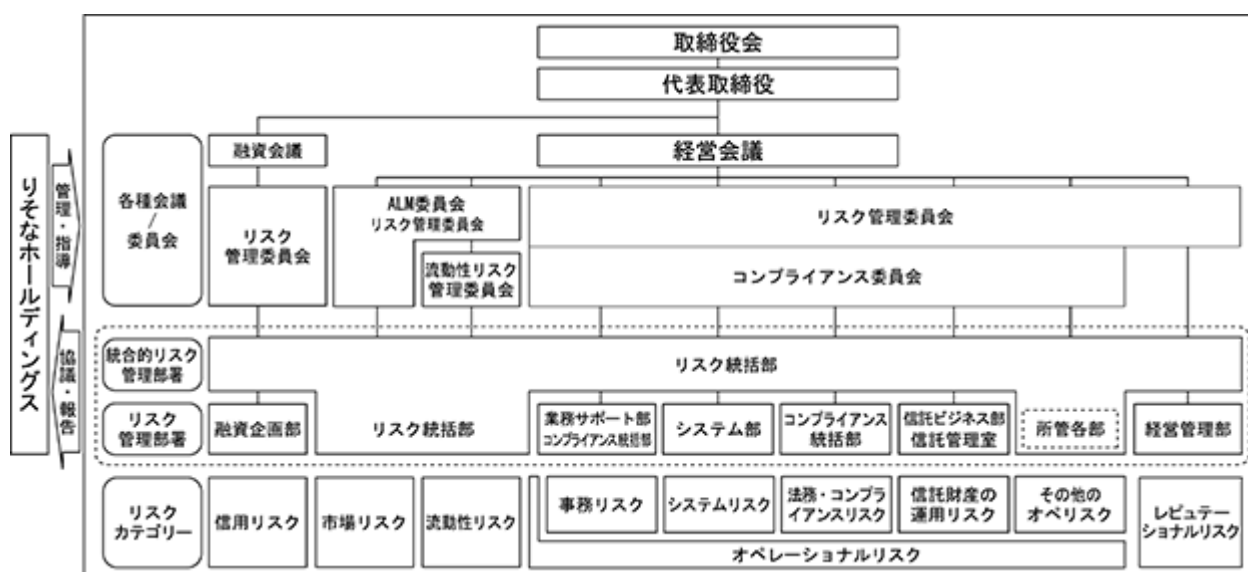 取締役会
代表取締役
融資会議
経営会議
りそなホールディングス
管理・指導
協議・報告
各種会議
/
委員会
リスク
管理委員会
ALM委員会
リスク管理委員会
流動性リスク
管理委員会
リスク管理委員会
コンプライアンス委員会
統合的リスク
管理部署
リスク統括部
リスク
管理部署
融資企画部
リスク統括部
業務サポート部
コンプライアンス統括部
システム部
コンプライアンス
統括部
信託ビジネス部
信託管理室
所管各部
経営管理部
リスク
カテゴリー
信用リスク
市場リスク
流動性リスク
事務リスク
システムリスク
法務・コンプラ
イアンスリスク
信託財産の
運用リスク
その他の
オペリスク
オペレーショナルリスク
レピュテー
ショナルリスク